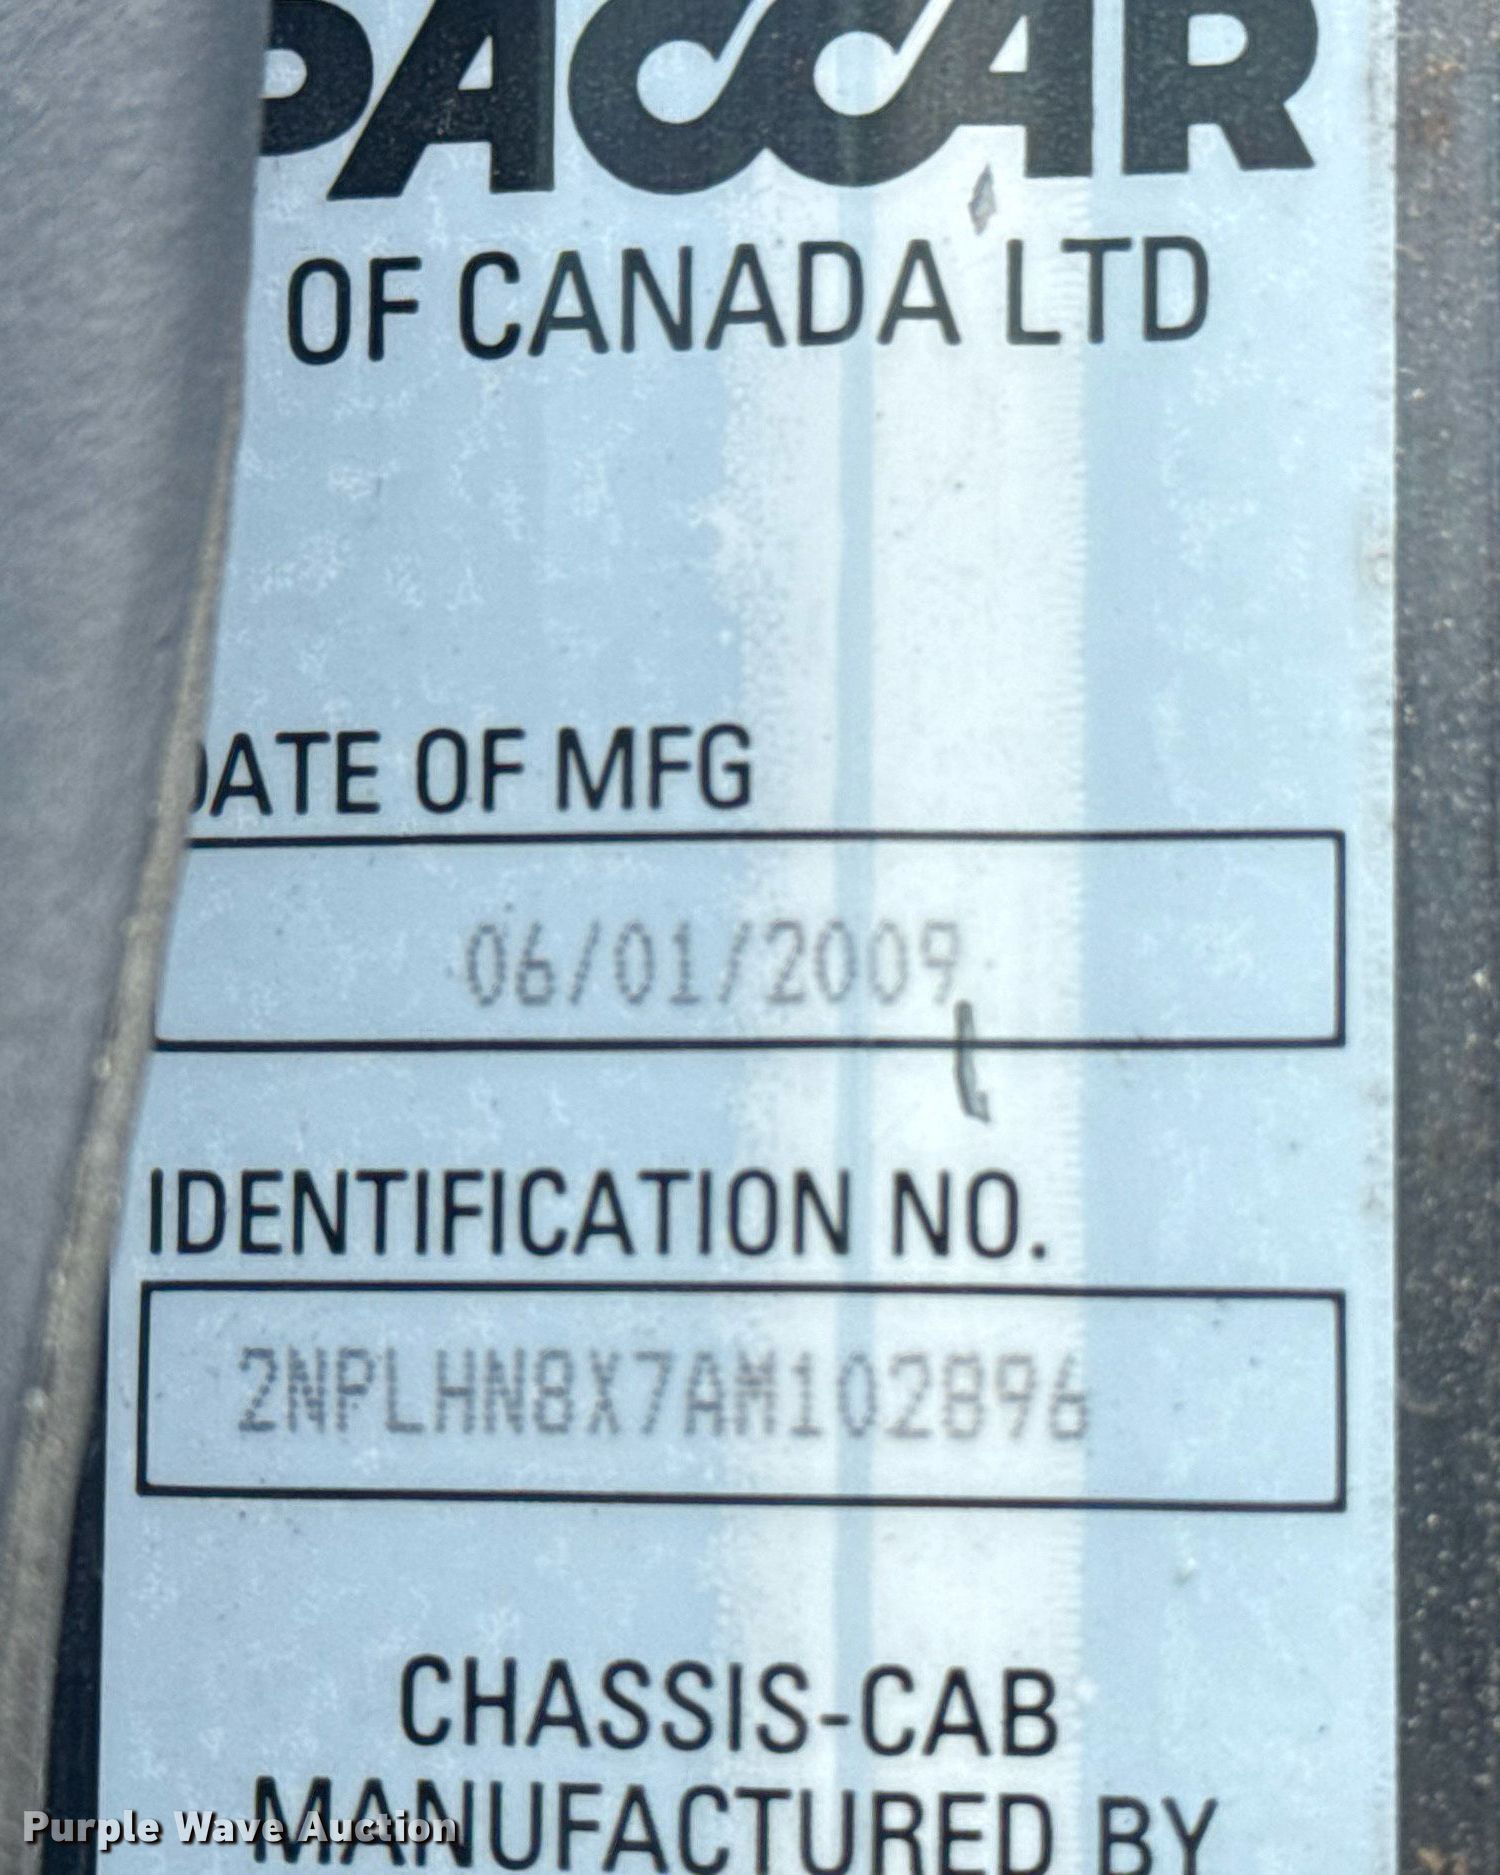 PACCAR
OF CANADA LTD
DATE OF MFG
06/01/2009
IDENTIFICATION NO.
2NPLHN8X7AM102896
CHASSIS-CAB
MANUFACTURED BY
Purple Wave Auction